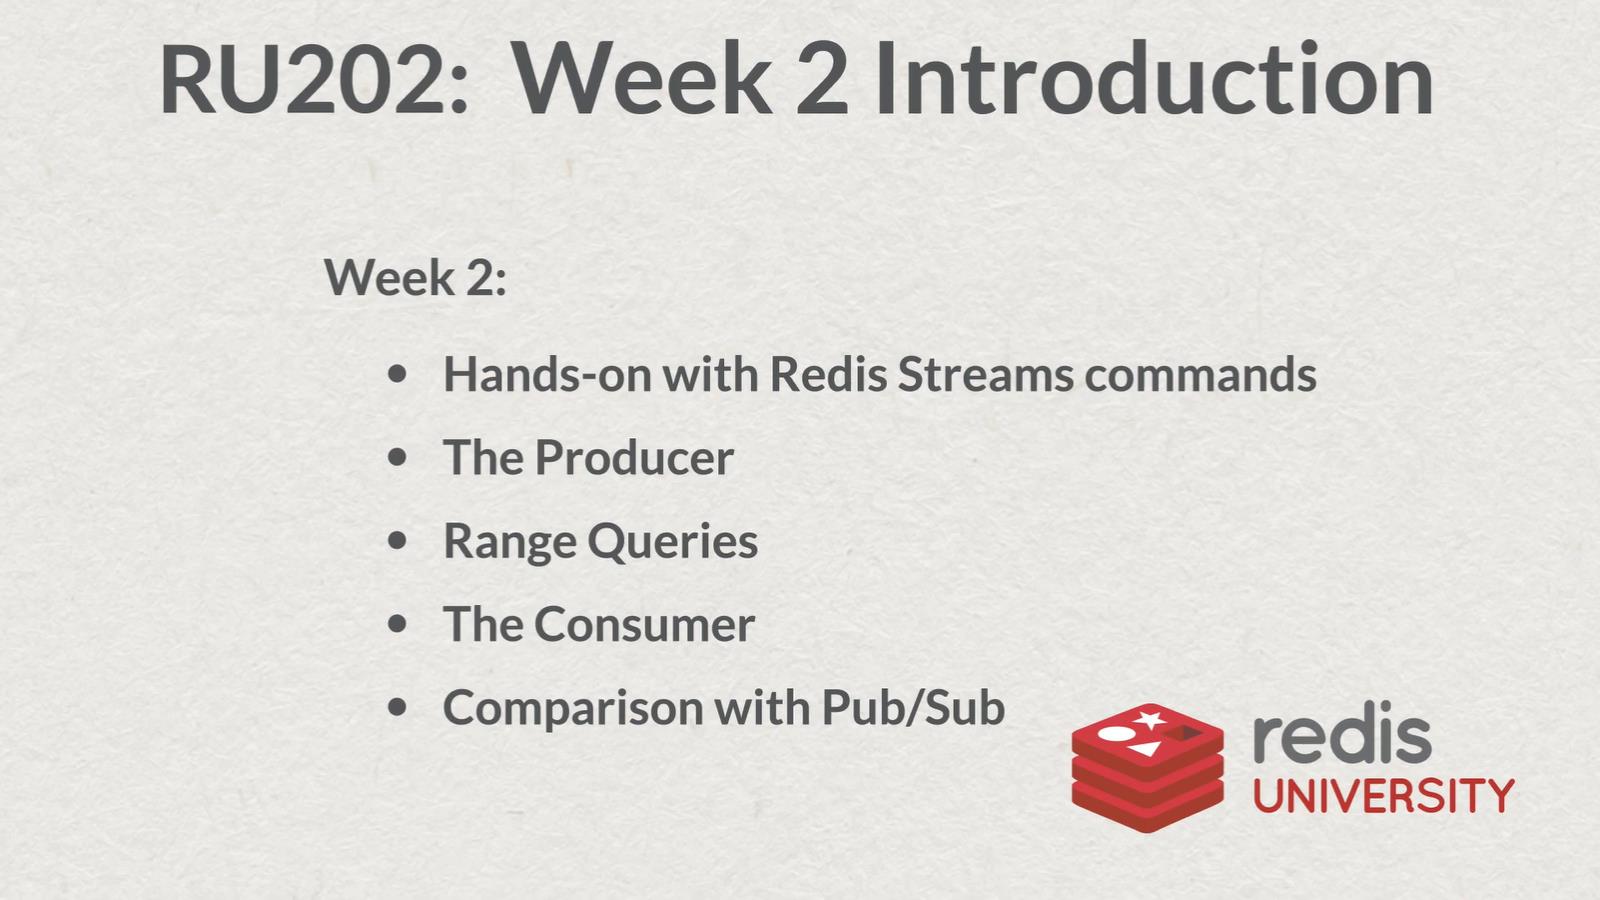 RU202: Week 2 Introduction
Week 2:
• Hands-on with Redis Streams commands
• The Producer
• Range Queries
• The Consumer
• Comparison with Pub/Sub
redis
UNIVERSITY